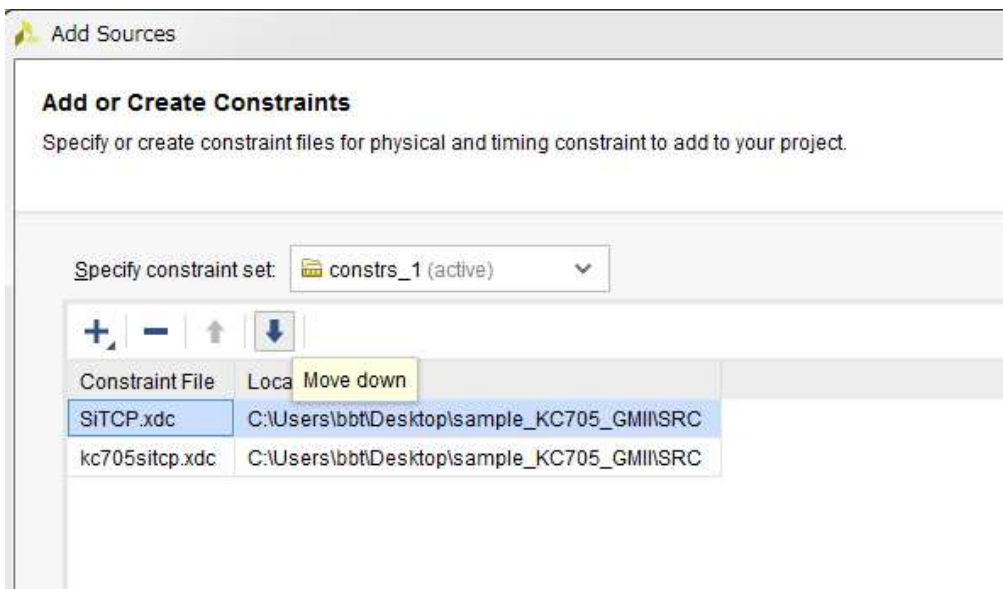 Add Sources
Add or Create Constraints
Specify or create constraint files for physical and timing constraint to add to your project.
Specify constraint set: constrs_1 (active)
Move down
Constraint File Loca
SiTCP.xdc C:\Users\bbt\Desktop\sample_KC705_GMII\SRC
kc705sitcp.xdc C:\Users\bbt\Desktop\sample_KC705_GMII\SRC